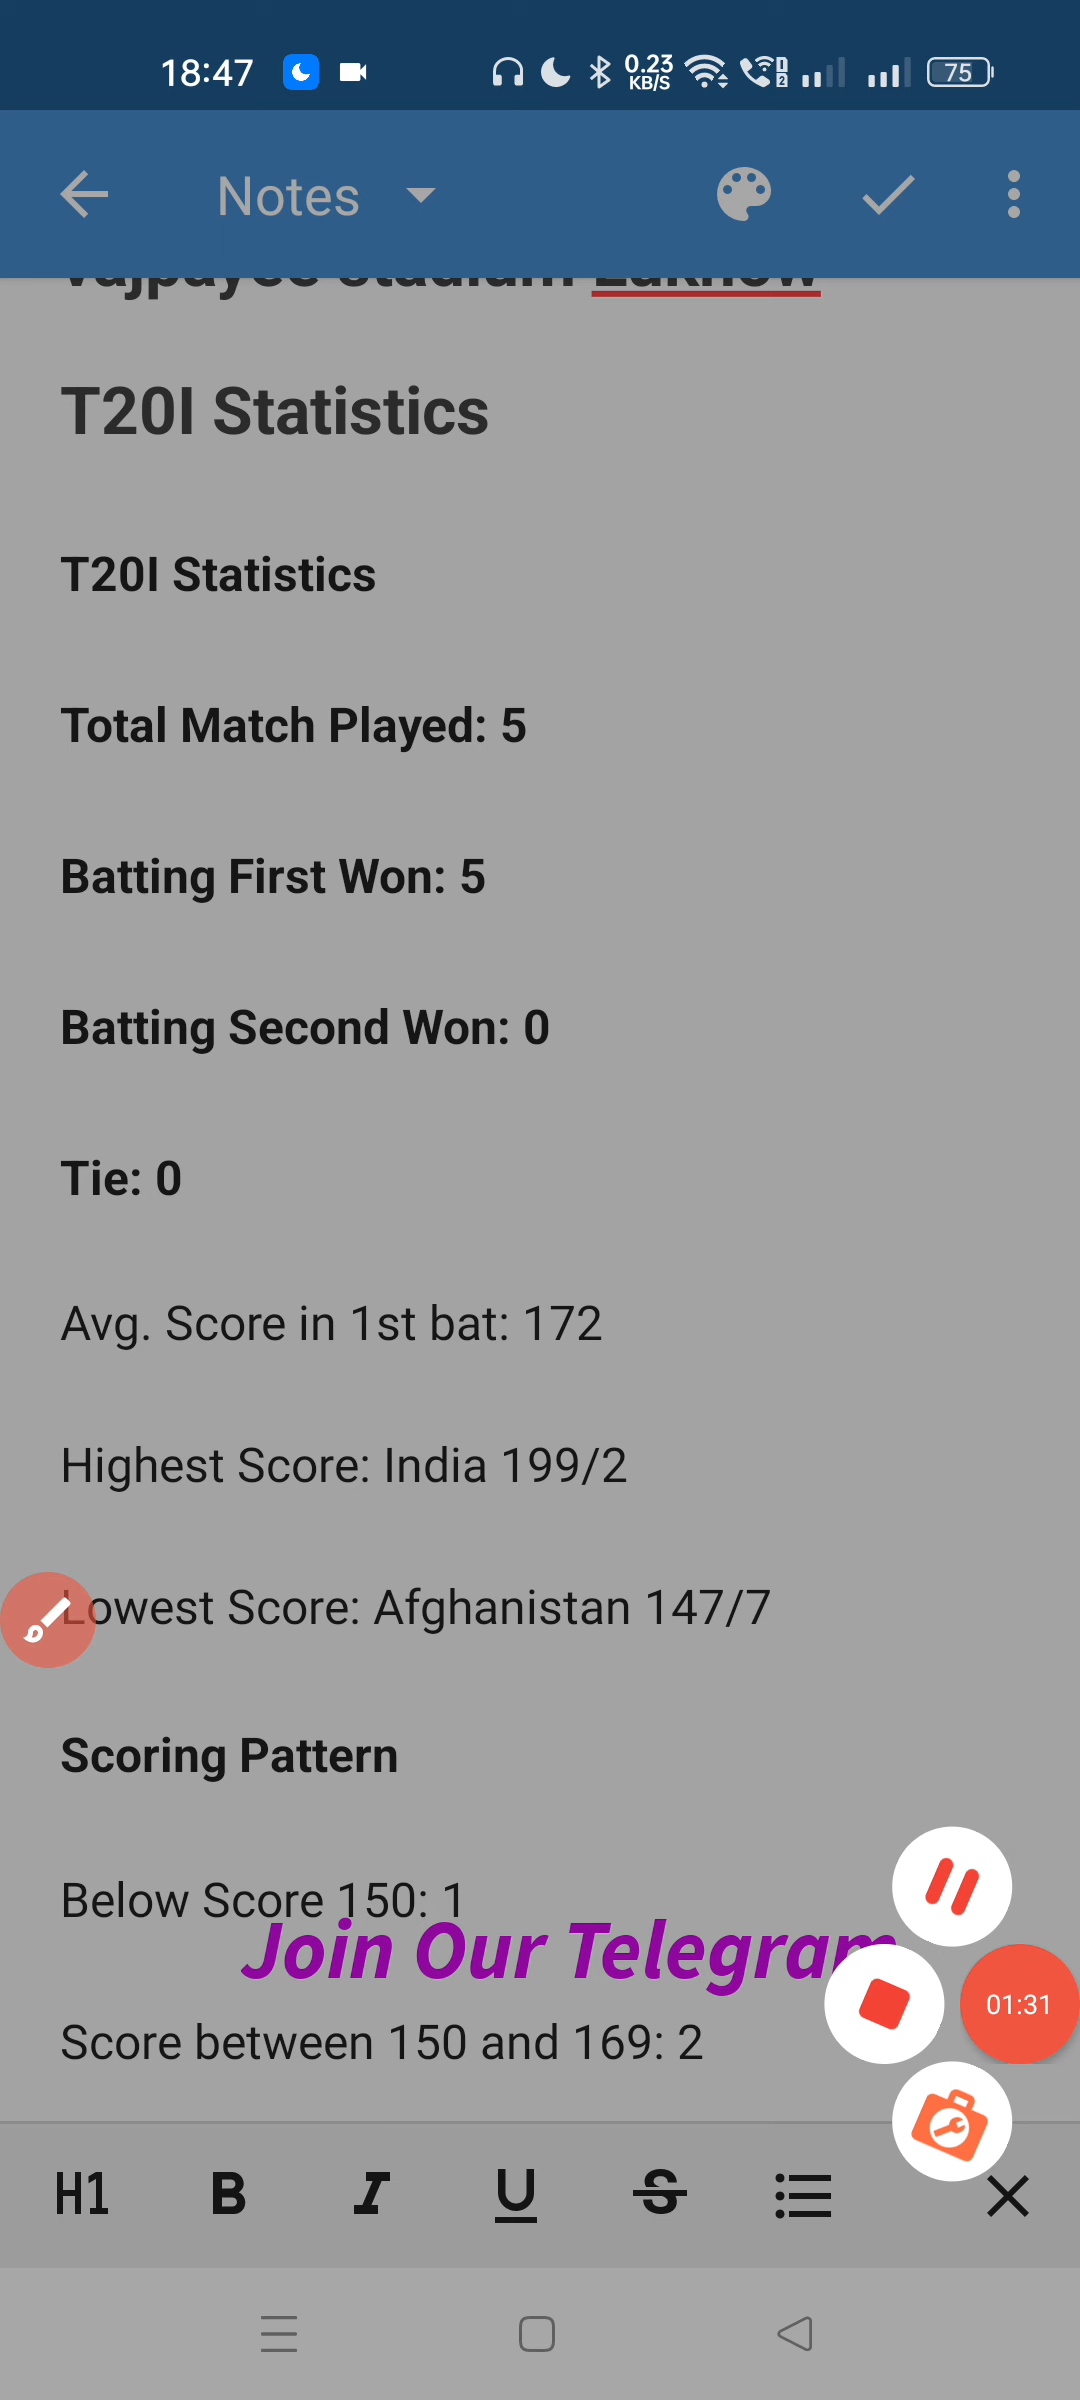 18:47
0.23 KB/S
75
Notes
Vajpayee stadium Luknow
T20I Statistics
T20I Statistics
Total Match Played: 5
Batting First Won: 5
Batting Second Won: 0
Tie: 0
Avg. Score in 1st bat: 172
Highest Score: India 199/2
Lowest Score: Afghanistan 147/7
Scoring Pattern
Below Score 150: 1
Join Our Telegram
01:31
Score between 150 and 169: 2
H1 B I U S